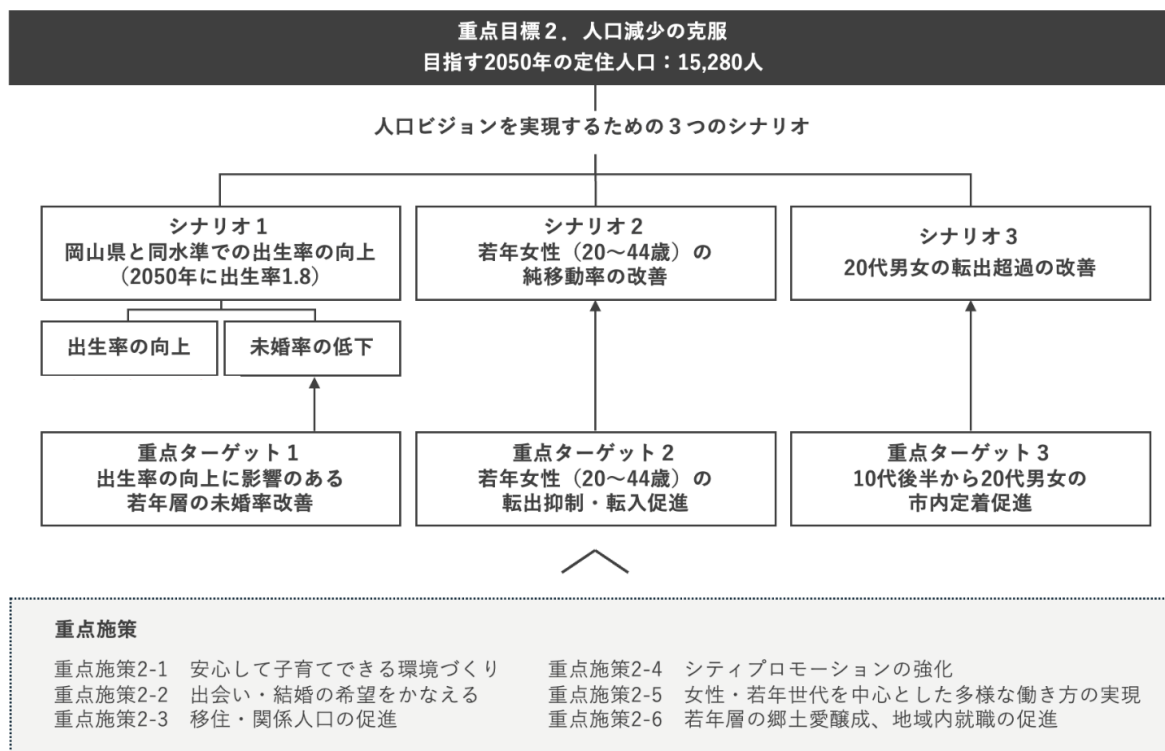 重点目標２．人口減少の克服
目指す2050年の定住人口：15,280人
人口ビジョンを実現するための３つのシナリオ
シナリオ１
岡山県と同水準での出生率の向上
（2050年に出生率1.8）
シナリオ２
若年女性（20～44歳）の
純移動率の改善
シナリオ３
20代男女の転出超過の改善
出生率の向上
未婚率の低下
重点ターゲット１
出生率の向上に影響のある
若年層の未婚率改善
重点ターゲット２
若年女性（20～44歳）の
転出抑制・転入促進
重点ターゲット３
10代後半から20代男女の
市内定着促進
重点施策
重点施策2-1　安心して子育てできる環境づくり
重点施策2-2　出会い・結婚の希望をかなえる
重点施策2-3　移住・関係人口の促進
重点施策2-4　シティプロモーションの強化
重点施策2-5　女性・若年世代を中心とした多様な働き方の実現
重点施策2-6　若年層の郷土愛醸成、地域内就職の促進